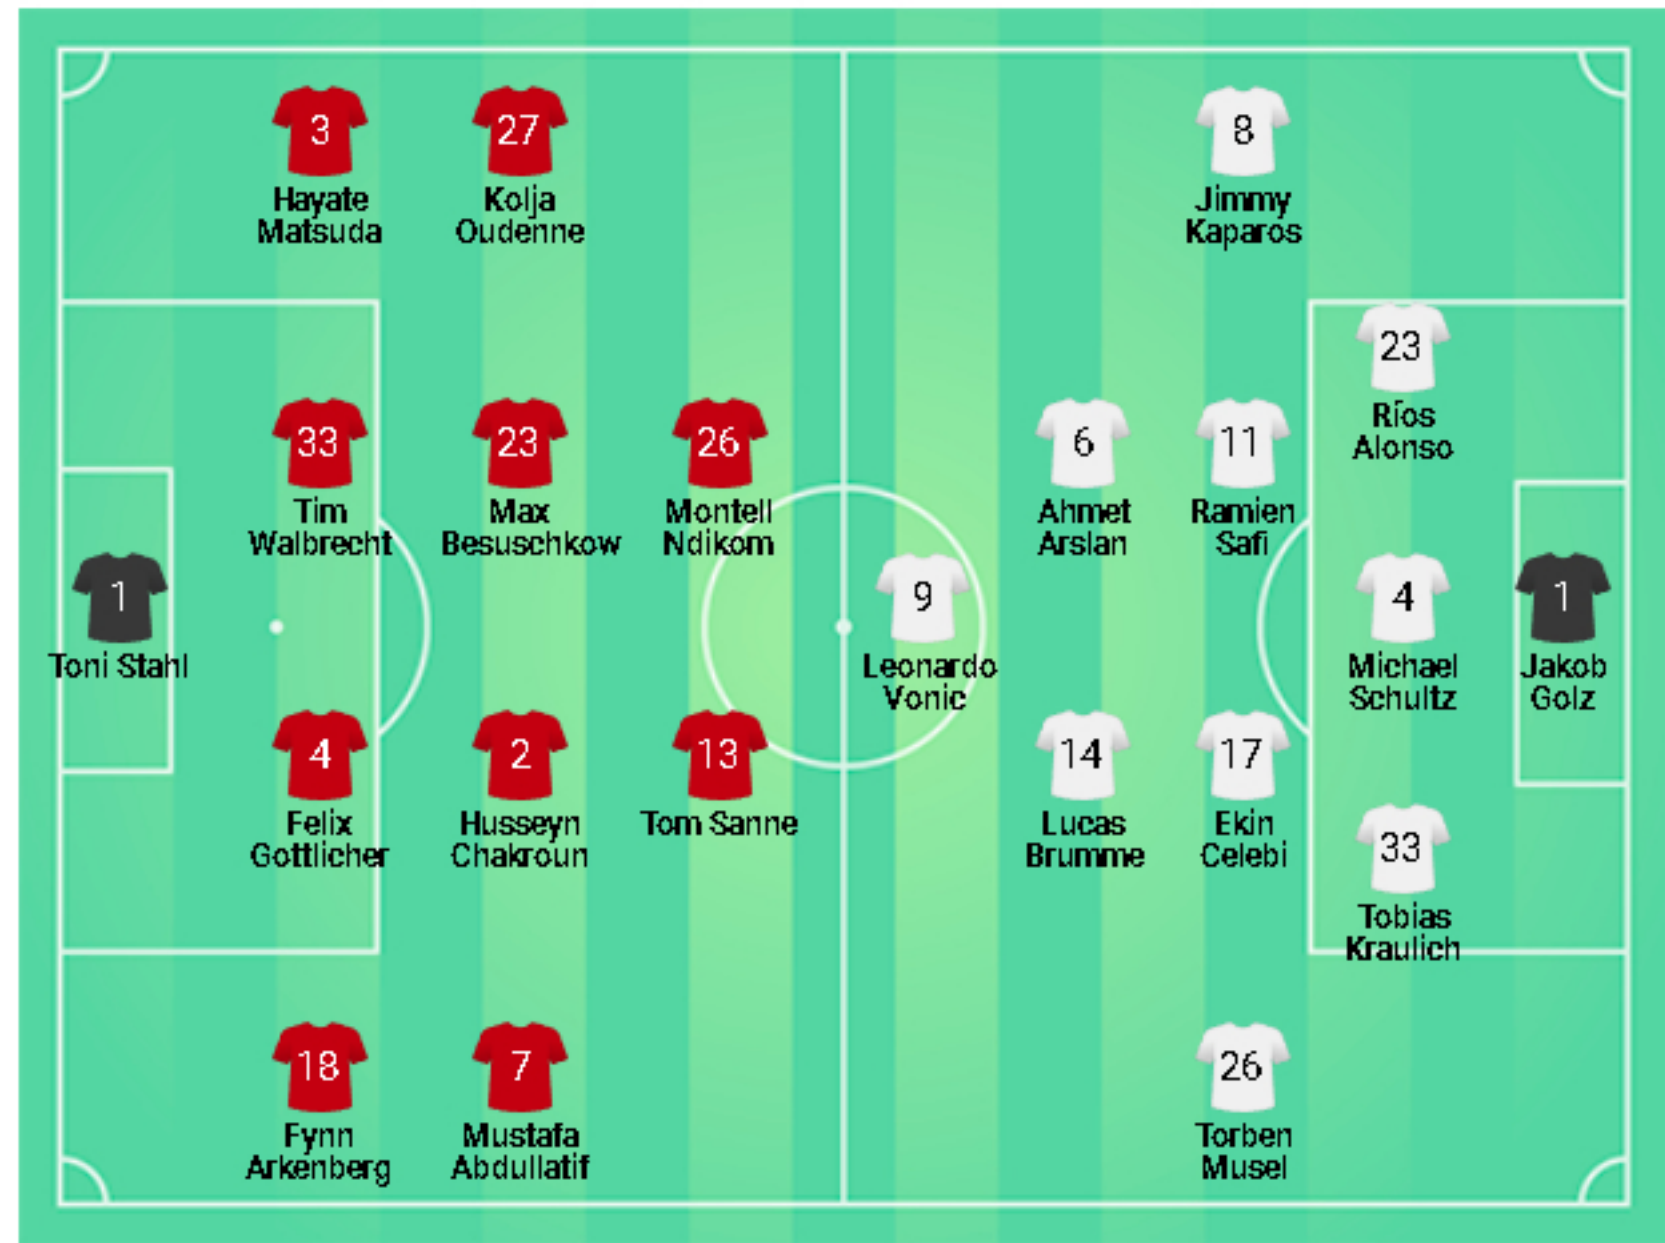 3
Hayate
Matsuda
27
Kolja
Oudenne
8
Jimmy
Kaparos
33
Tim
Walbrecht
23
Max
Besuschkow
26
Montell
Ndikom
6
Ahmet
Arslan
11
Ramien
Safi
23
Ríos
Alonso
1
Toni Stahl
9
Leonardo
Vonic
4
Michael
Schultz
1
Jakob
Golz
4
Felix
Gottlicher
2
Husseyn
Chakroun
13
Tom Sanne
14
Lucas
Brumme
17
Ekin
Celebi
33
Tobias
Kraulich
18
Fynn
Arkenberg
7
Mustafa
Abdullatif
26
Torben
Musel